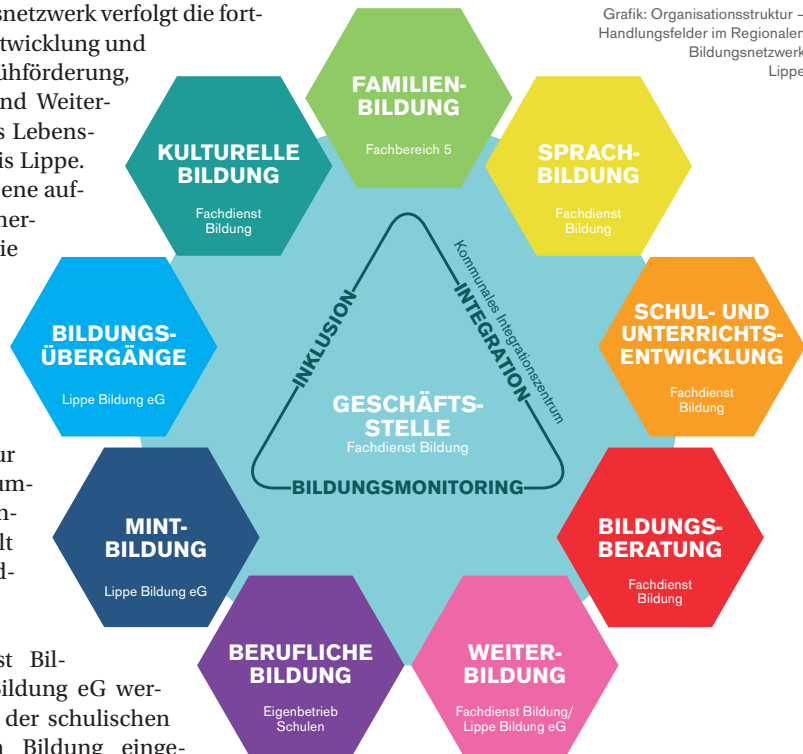 snetzwerk verfolgt die fort-
twicklung und
ühförderung,
nd Weiter-
s Lebens-
is Lippe.
ene auf-
ner-
ie
ur
um-
n-
lt
d-
st Bil-
Bildung eG wer-
der schulischen
n Bildung einge-
Grafik: Organisationsstruktur –
Handlungsfelder im Regionalen
Bildungsnetzwerk
Lippe
FAMILIEN-
BILDUNG
Fachbereich 5
KULTURELLE
BILDUNG
Fachdienst
Bildung
SPRACH-
BILDUNG
Fachdienst
Bildung
BILDUNGS-
ÜBERGÄNGE
Lippe Bildung eG
SCHUL- UND
UNTERRICHTS-
ENTWICKLUNG
Fachdienst
Bildung
INKLUSION
Kommunales Integrationszentrum
INTEGRATION
GESCHÄFTS-
STELLE
Fachdienst Bildung
BILDUNGSMONITORING
MINT-
BILDUNG
Lippe Bildung eG
BILDUNGS-
BERATUNG
Fachdienst
Bildung
BERUFLICHE
BILDUNG
Eigenbetrieb
Schulen
WEITER-
BILDUNG
Fachdienst Bildung/
Lippe Bildung eG